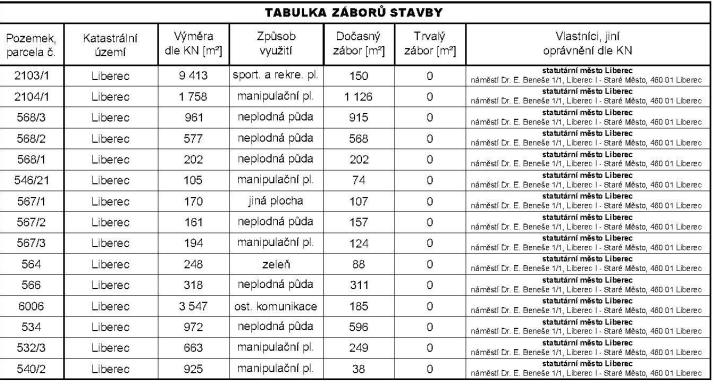 TABULKA ZÁBORŮ STAVBY
Pozemek, parcela č. Katastrální území Výměra dle KN [m²] Způsob využití Dočasný zábor [m²] Trvalý zábor [m²] Vlastníci, jiní oprávnění dle KN
2103/1 Liberec 9 413 sport. a rekre. pl. 150 0 statutární město Liberec
náměstí Dr. E. Beneše 1/1, Liberec I - Staré Město, 460 01 Liberec
2104/1 Liberec 1 758 manipulační pl. 1 126 0 statutární město Liberec
náměstí Dr. E. Beneše 1/1, Liberec I - Staré Město, 460 01 Liberec
568/3 Liberec 961 neplodná půda 915 0 statutární město Liberec
náměstí Dr. E. Beneše 1/1, Liberec I - Staré Město, 460 01 Liberec
568/2 Liberec 577 neplodná půda 568 0 statutární město Liberec
náměstí Dr. E. Beneše 1/1, Liberec I - Staré Město, 460 01 Liberec
568/1 Liberec 202 neplodná půda 202 0 statutární město Liberec
náměstí Dr. E. Beneše 1/1, Liberec I - Staré Město, 460 01 Liberec
546/21 Liberec 105 manipulační pl. 74 0 statutární město Liberec
náměstí Dr. E. Beneše 1/1, Liberec I - Staré Město, 460 01 Liberec
567/1 Liberec 170 jiná plocha 107 0 statutární město Liberec
náměstí Dr. E. Beneše 1/1, Liberec I - Staré Město, 460 01 Liberec
567/2 Liberec 161 neplodná půda 157 0 statutární město Liberec
náměstí Dr. E. Beneše 1/1, Liberec I - Staré Město, 460 01 Liberec
567/3 Liberec 194 manipulační pl. 124 0 statutární město Liberec
náměstí Dr. E. Beneše 1/1, Liberec I - Staré Město, 460 01 Liberec
564 Liberec 248 zeleň 88 0 statutární město Liberec
náměstí Dr. E. Beneše 1/1, Liberec I - Staré Město, 460 01 Liberec
566 Liberec 318 neplodná půda 311 0 statutární město Liberec
náměstí Dr. E. Beneše 1/1, Liberec I - Staré Město, 460 01 Liberec
6006 Liberec 3 547 ost. komunikace 185 0 statutární město Liberec
náměstí Dr. E. Beneše 1/1, Liberec I - Staré Město, 460 01 Liberec
534 Liberec 972 neplodná půda 596 0 statutární město Liberec
náměstí Dr. E. Beneše 1/1, Liberec I - Staré Město, 460 01 Liberec
532/3 Liberec 663 manipulační pl. 249 0 statutární město Liberec
náměstí Dr. E. Beneše 1/1, Liberec I - Staré Město, 460 01 Liberec
540/2 Liberec 925 manipulační pl. 38 0 statutární město Liberec
náměstí Dr. E. Beneše 1/1, Liberec I - Staré Město, 460 01 Liberec